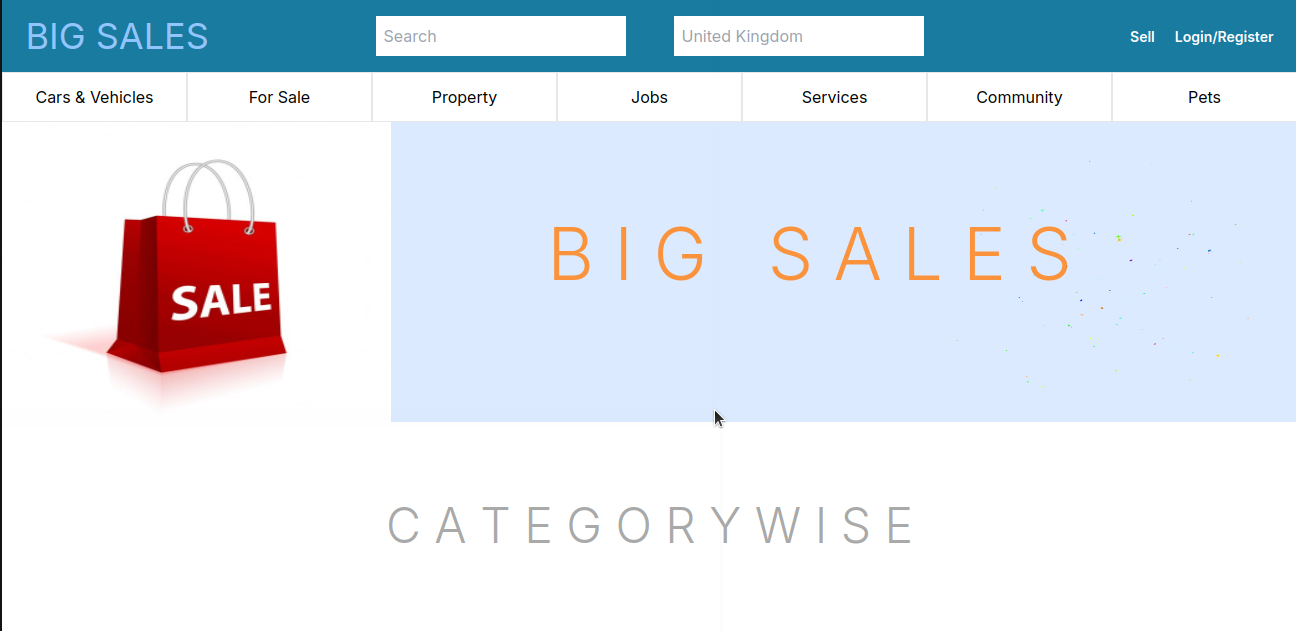 BIG SALES
Search
United Kingdom
Sell
Login/Register
Cars & Vehicles
For Sale
Property
Jobs
Services
Community
Pets
SALE
BIG SALES
CATEGORYWISE